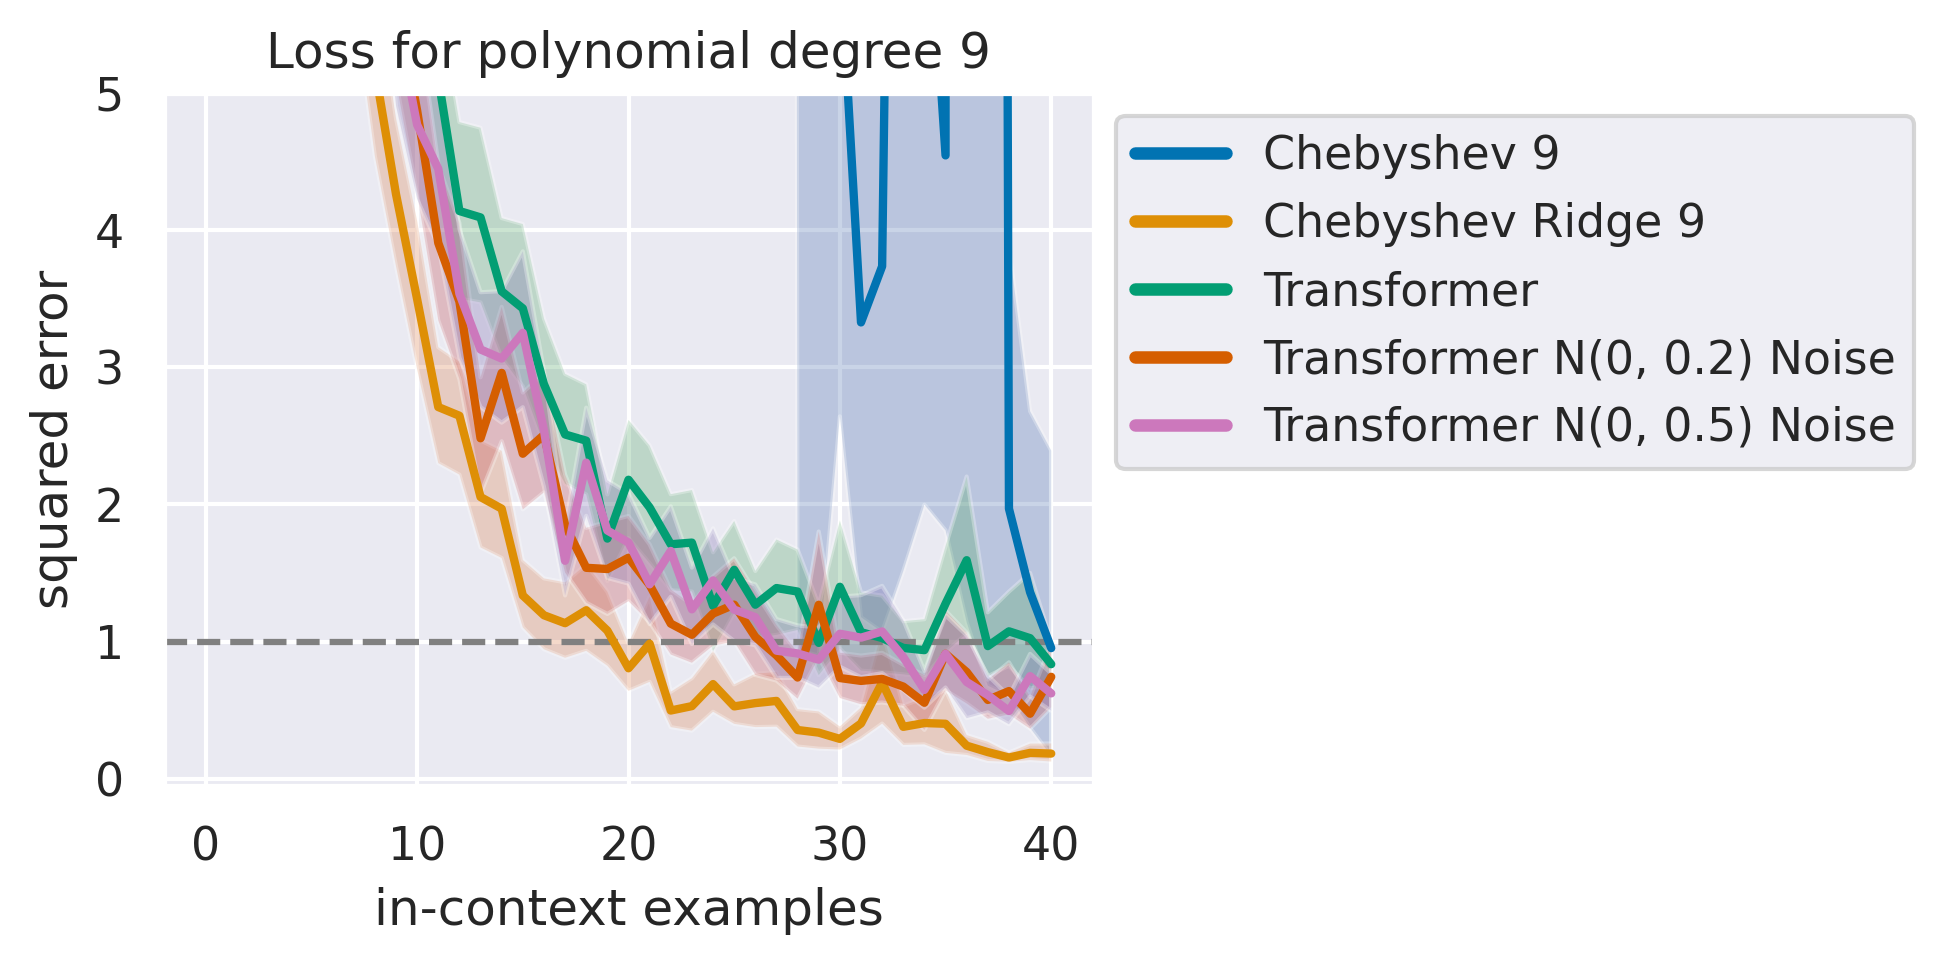 Loss for polynomial degree 9
5
4
3
2
1
0
squared error
0 10 20 30 40
in-context examples
Chebyshev 9
Chebyshev Ridge 9
Transformer
Transformer N(0, 0.2) Noise
Transformer N(0, 0.5) Noise